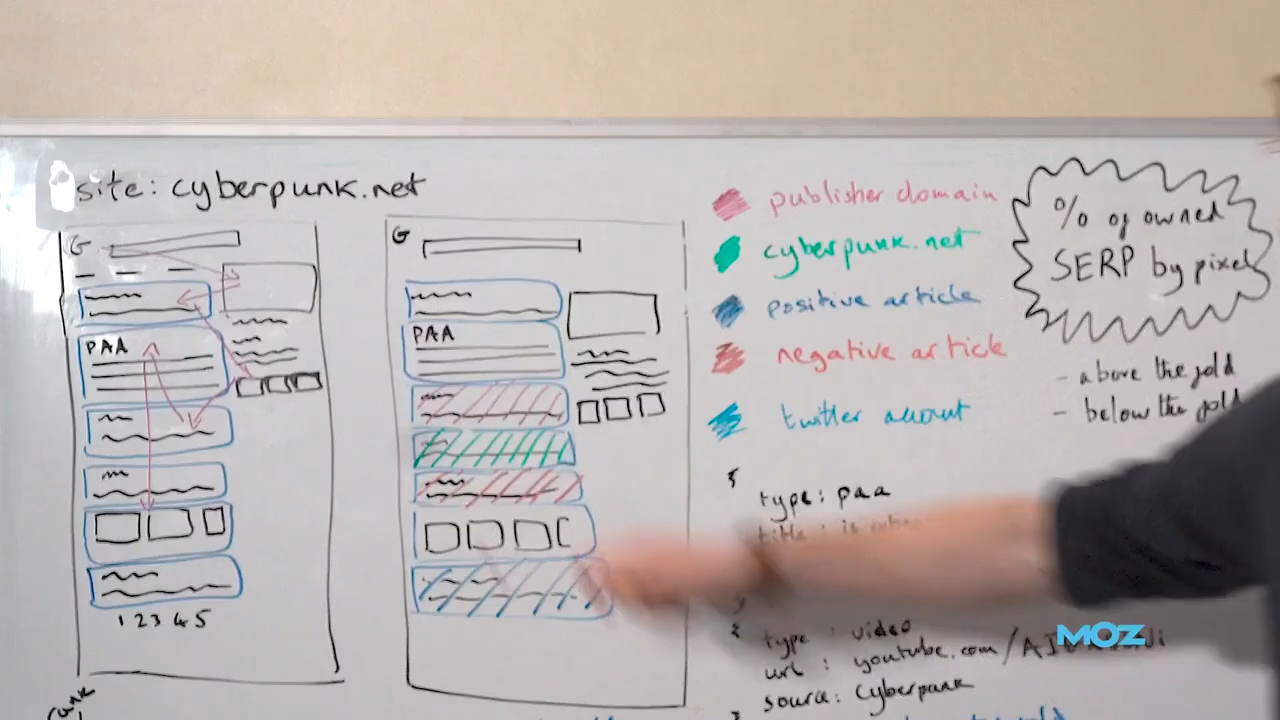 site: cyberpunk.net
G
PAA
1 2 3 4 5
G
PAA
publisher domain
cyberpunk.net
positive article
negative article
twitter account
% of owned
SERP by pixel
- above the fold
- below the fold
{
type: paa
title: is
}
{
type: video
url: youtube.com/
source: Cyberpunk
}
MOZ